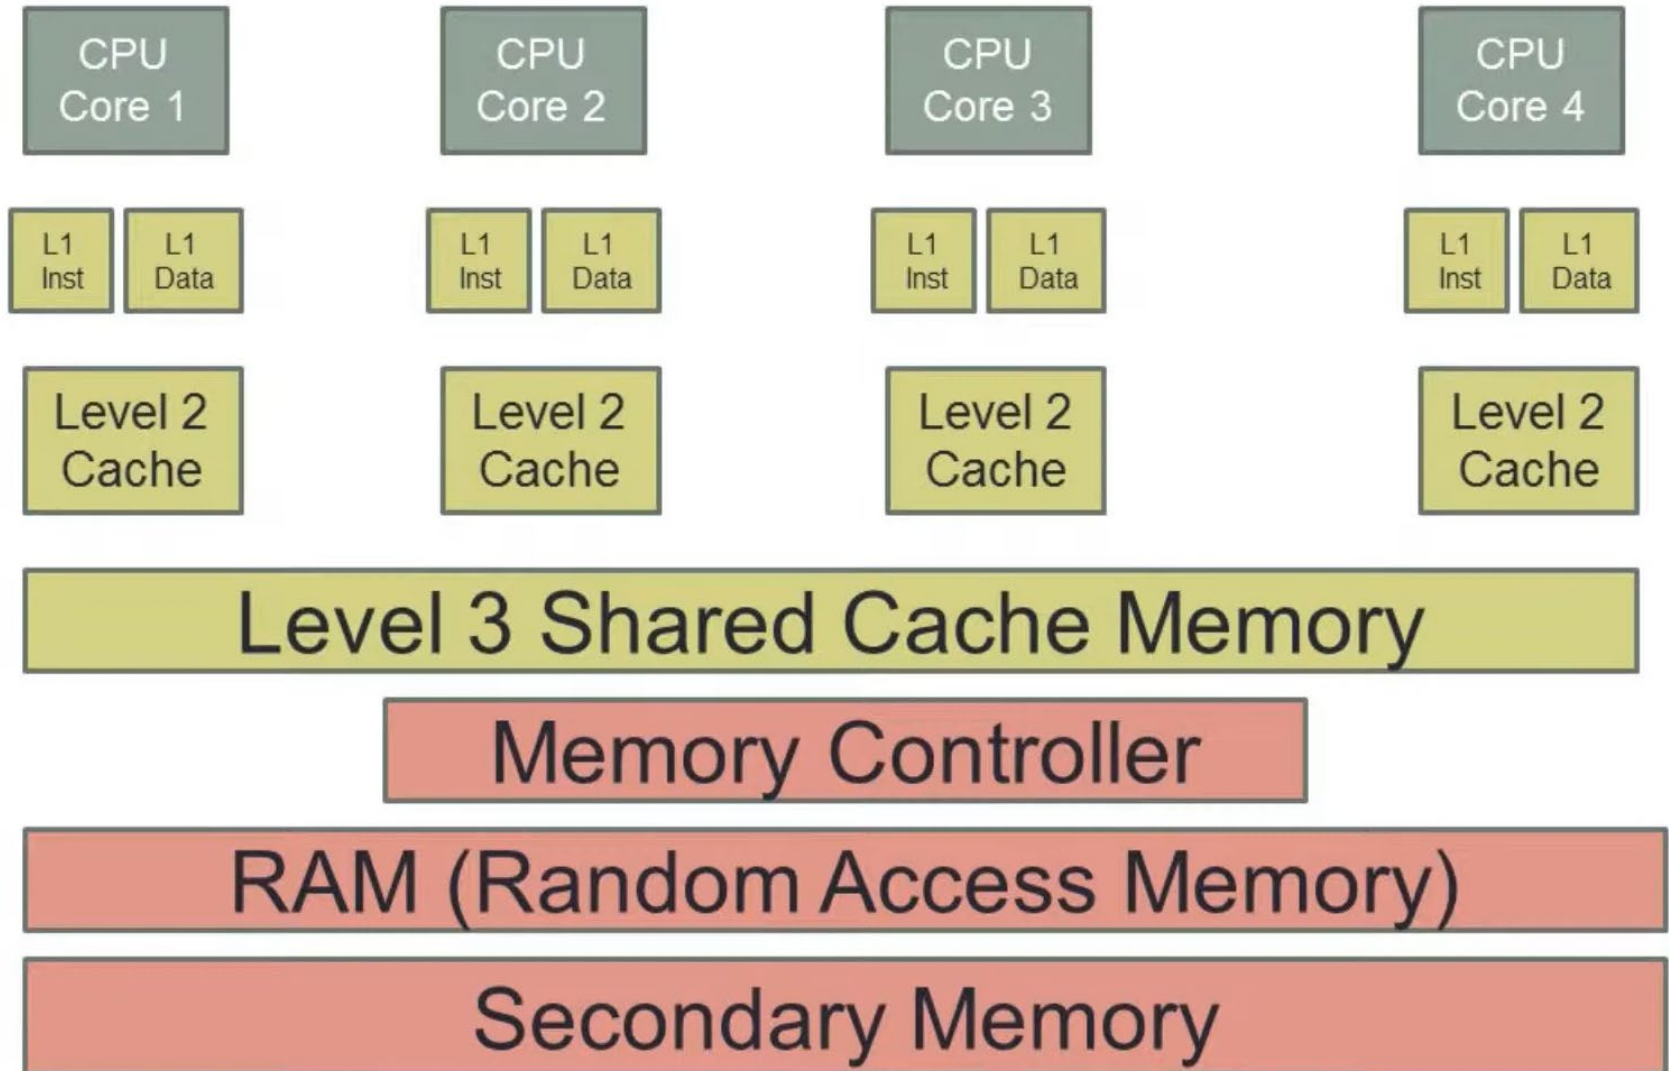 CPU
Core 1
CPU
Core 2
CPU
Core 3
CPU
Core 4
L1
Inst
L1
Data
L1
Inst
L1
Data
L1
Inst
L1
Data
L1
Inst
L1
Data
Level 2
Cache
Level 2
Cache
Level 2
Cache
Level 2
Cache
Level 3 Shared Cache Memory
Memory Controller
RAM (Random Access Memory)
Secondary Memory